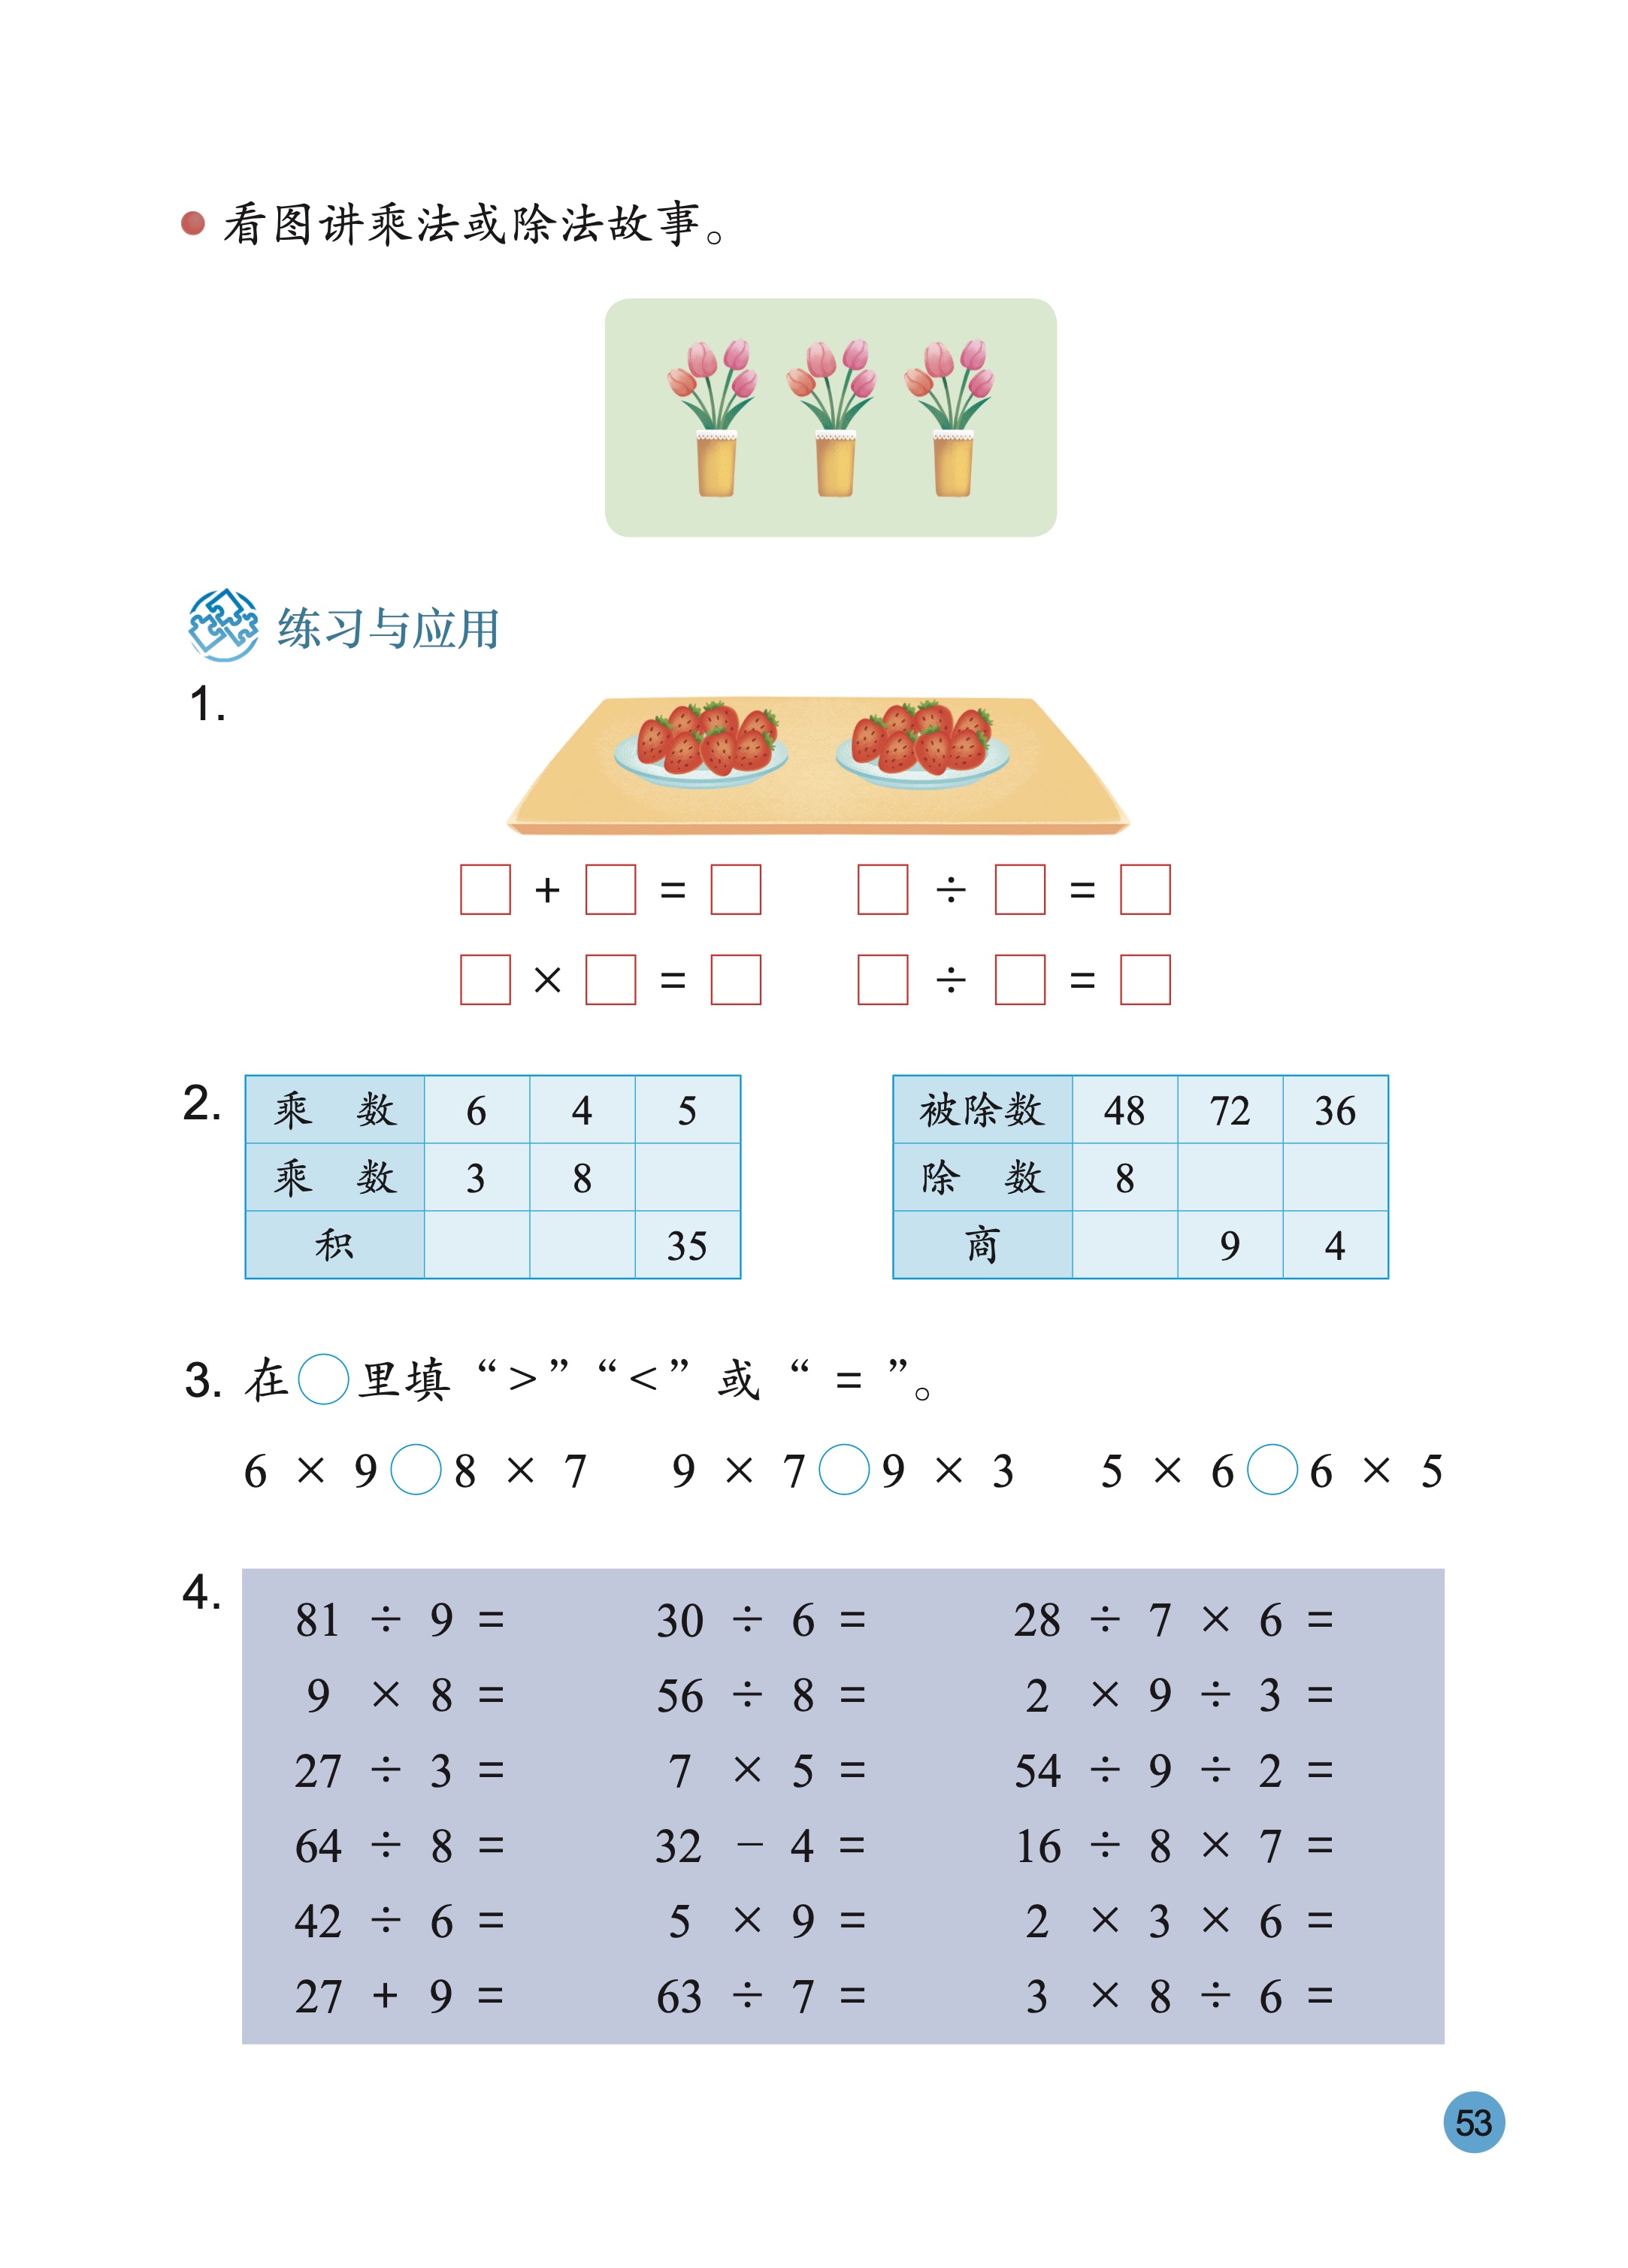 看图讲乘法或除法故事。
练习与应用
1.
□ + □ = □ □ ÷ □ = □
□ × □ = □ □ ÷ □ = □
2.
乘 数 6 4 5
乘 数 3 8
积 35
被除数 48 72 36
除 数 8
商 9 4
3. 在○里填“>”“<”或“=”。
6 × 9○8 × 7 9 × 7○9 × 3 5 × 6○6 × 5
4.
81 ÷ 9 = 30 ÷ 6 = 28 ÷ 7 × 6 =
9 × 8 = 56 ÷ 8 = 2 × 9 ÷ 3 =
27 ÷ 3 = 7 × 5 = 54 ÷ 9 ÷ 2 =
64 ÷ 8 = 32 − 4 = 16 ÷ 8 × 7 =
42 ÷ 6 = 5 × 9 = 2 × 3 × 6 =
27 + 9 = 63 ÷ 7 = 3 × 8 ÷ 6 =
53